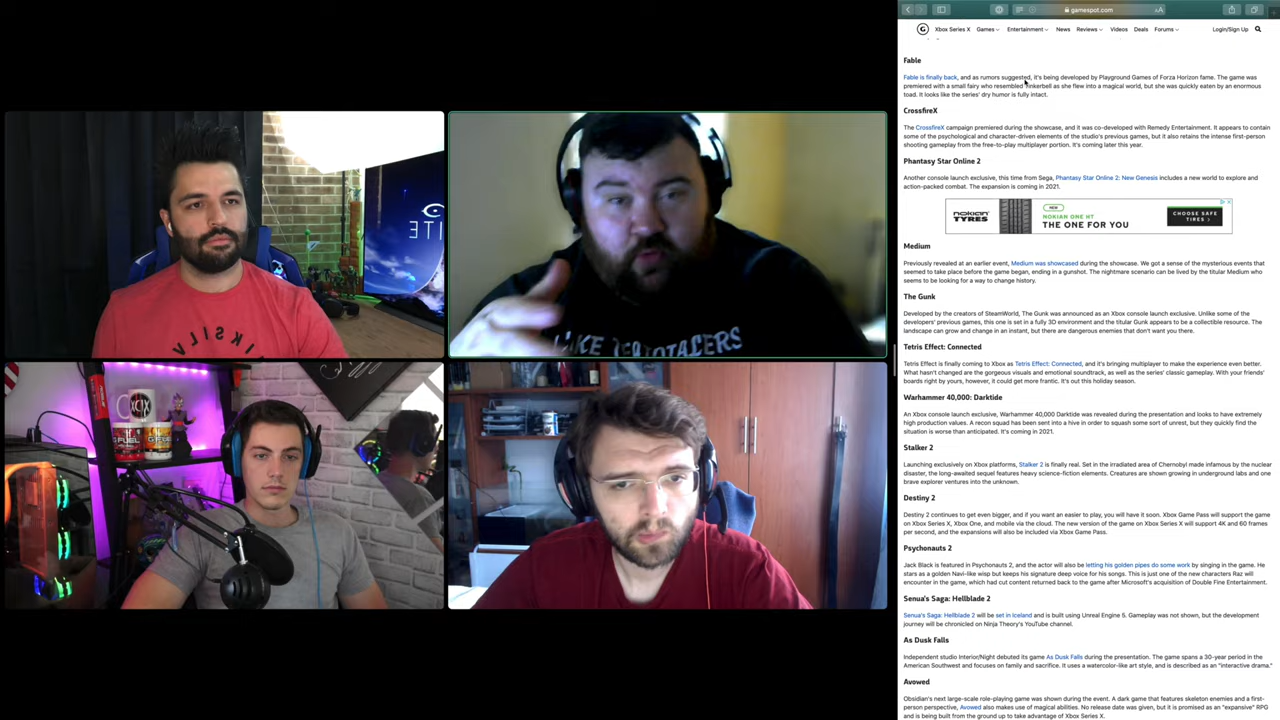 gamespot.com
AA
G Xbox Series X Games Entertainment News Reviews Videos Deals Forums Login/Sign Up
Fable
Fable is finally back, and as rumors suggested, it's being developed by Playground Games of Forza Horizon fame. The game was
premiered with a small fairy who resembled Tinkerbell as she flew into a magical world, but she was quickly eaten by an enormous
toad. It looks like the series' dry humor is fully intact.
CrossfireX
The CrossfireX campaign premiered during the showcase, and it was co-developed with Remedy Entertainment. It appears to contain
some of the psychological and character-driven elements of the studio's previous games, but it also retains the intense first-person
shooting gameplay from the free-to-play multiplayer portion. It's coming later this year.
Phantasy Star Online 2
Another console launch exclusive, this time from Sega, Phantasy Star Online 2: New Genesis includes a new world to explore and
action-packed combat. The expansion is coming in 2021.
nokian
TYRES
NEW
NOKIAN ONE HT
THE ONE FOR YOU
CHOOSE SAFE
TIRES >
Medium
Previously revealed at an earlier event, Medium was showcased during the showcase. We got a sense of the mysterious events that
seemed to take place before the game began, ending in a gunshot. The nightmare scenario can be lived by the titular Medium who
seems to be looking for a way to change history.
The Gunk
Developed by the creators of SteamWorld, The Gunk was announced as an Xbox console launch exclusive. Unlike some of the
developers' previous games, this one is set in a fully 3D environment and the titular Gunk appears to be a collectible resource. The
landscape can grow and change in an instant, but there are dangerous enemies that don't want you there.
Tetris Effect: Connected
Tetris Effect is finally coming to Xbox as Tetris Effect: Connected, and it's bringing multiplayer to make the experience even better.
What hasn't changed are the gorgeous visuals and emotional soundtrack, as well as the series' classic gameplay. With your friends'
boards right by yours, however, it could get more frantic. It's out this holiday season.
Warhammer 40,000: Darktide
An Xbox console launch exclusive, Warhammer 40,000 Darktide was revealed during the presentation and looks to have extremely
high production values. A recon squad has been sent into a hive in order to squash some sort of unrest, but they quickly find the
situation is worse than anticipated. It's coming in 2021.
Stalker 2
Launching exclusively on Xbox platforms, Stalker 2 is finally real. Set in the irradiated area of Chernobyl made infamous by the nuclear
disaster, the long-awaited sequel features heavy science-fiction elements. Creatures are shown growing in underground labs and one
brave explorer ventures into the unknown.
Destiny 2
Destiny 2 continues to get even bigger, and if you want an easier to play, you will have it soon. Xbox Game Pass will support the game
on Xbox Series X, Xbox One, and mobile via the cloud. The new version of the game on Xbox Series X will support 4K and 60 frames
per second, and the expansions will also be included via Xbox Game Pass.
Psychonauts 2
Jack Black is featured in Psychonauts 2, and the actor will also be letting his golden pipes do some work by singing in the game. He
stars as a golden Navi-like wisp but keeps his signature deep voice for his songs. This is just one of the new characters Raz will
encounter in the game, which had cut content returned back to the game after Microsoft's acquisition of Double Fine Entertainment.
Senua's Saga: Hellblade 2
Senua's Saga: Hellblade 2 will be set in Iceland and is built using Unreal Engine 5. Gameplay was not shown, but the development
journey will be chronicled on Ninja Theory's YouTube channel.
As Dusk Falls
Independent studio Interior/Night debuted its game As Dusk Falls during the presentation. The game spans a 30-year period in the
American Southwest and focuses on family and sacrifice. It uses a watercolor-like art style, and is described as an "interactive drama."
Avowed
Obsidian's next large-scale role-playing game was shown during the event. A dark game that features skeleton enemies and a first-
person perspective, Avowed also makes use of magical abilities. No release date was given, but it is promised as an "expansive" RPG
and is being built from the ground up to take advantage of Xbox Series X.